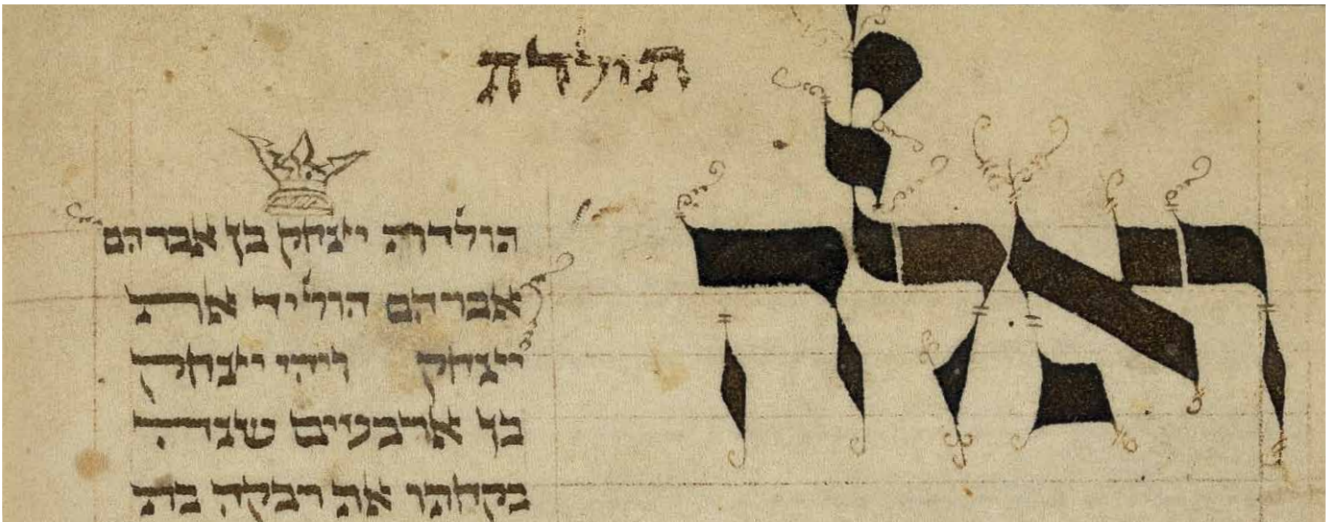 תולדת
ואלה
תולדת יצחק בן אברהם
אברהם הוליד את
יצחק ויהי יצחק
בן ארבעים שנה
בקחתו את רבקה בת